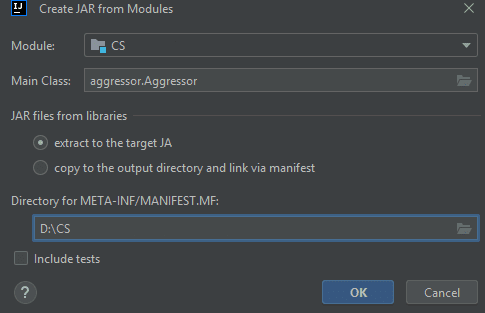 IJ Create JAR from Modules
Module: CS
Main Class: aggressor.Aggressor
JAR files from libraries
extract to the target JA
copy to the output directory and link via manifest
Directory for META-INF/MANIFEST.MF:
D:\CS
Include tests
? OK Cancel